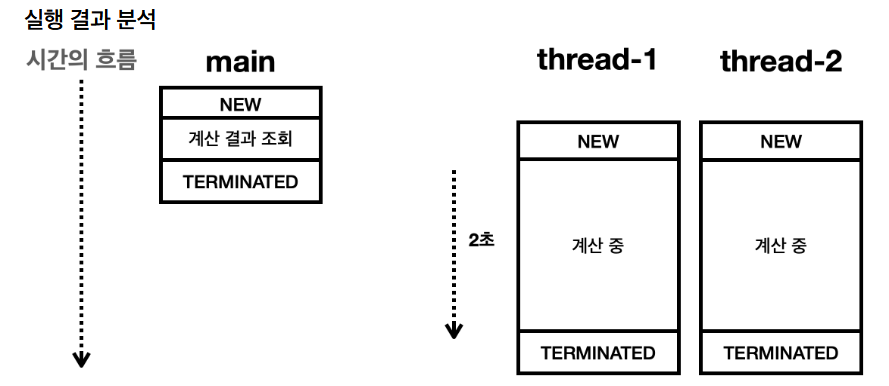 실행 결과 분석
시간의 흐름
main
thread-1
thread-2
NEW
계산 결과 조회
TERMINATED
2초
NEW
계산 중
TERMINATED
NEW
계산 중
TERMINATED